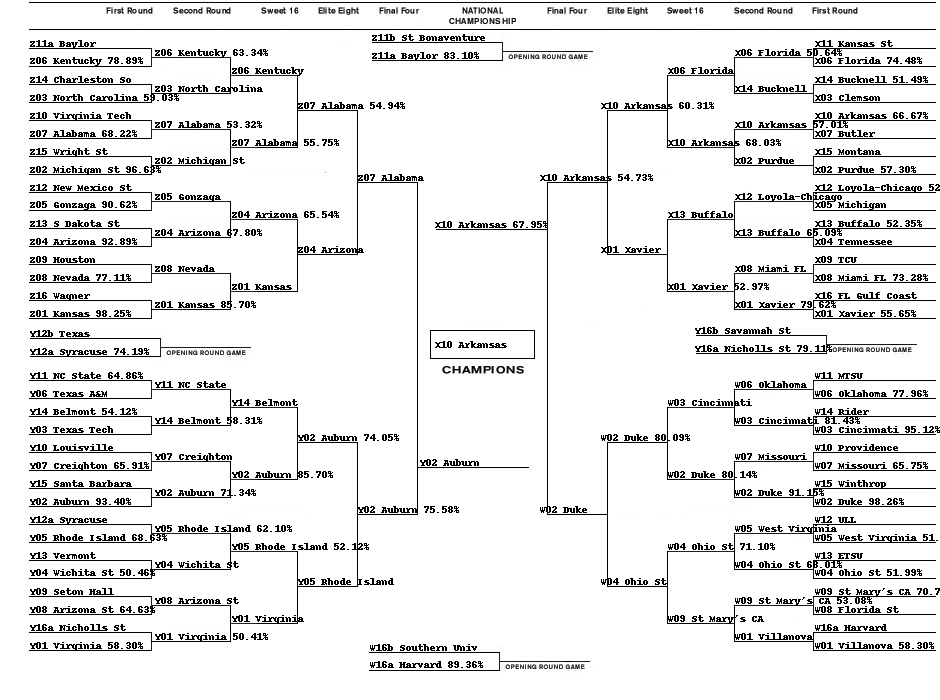 First Round Second Round Sweet 16 Elite Eight Final Four NATIONAL CHAMPIONSHIP Final Four Elite Eight Sweet 16 Second Round First Round
Z11a Baylor
Z06 Kentucky 78.89%
Z14 Charleston So
Z03 North Carolina 59.03%
Z10 Virginia Tech
Z07 Alabama 68.22%
Z15 Wright St
Z02 Michigan St 96.63%
Z12 New Mexico St
Z05 Gonzaga 90.62%
Z13 S Dakota St
Z04 Arizona 92.89%
Z09 Houston
Z08 Nevada 77.11%
Z16 Wagner
Z01 Kansas 98.25%
Z06 Kentucky 63.34%
Z03 North Carolina
Z07 Alabama 53.32%
Z02 Michigan St
Z05 Gonzaga
Z04 Arizona 67.80%
Z08 Nevada
Z01 Kansas 85.70%
Z06 Kentucky
Z07 Alabama 55.75%
Z04 Arizona 65.54%
Z01 Kansas
Z07 Alabama 54.94%
Z04 Arizona
Z07 Alabama
Y12b Texas
Y12a Syracuse 74.19%
OPENING ROUND GAME
Y11 NC State 64.86%
Y06 Texas A&M
Y14 Belmont 54.12%
Y03 Texas Tech
Y10 Louisville
Y07 Creighton 65.91%
Y15 Santa Barbara
Y02 Auburn 93.40%
Y12a Syracuse
Y05 Rhode Island 68.63%
Y13 Vermont
Y04 Wichita St 50.46%
Y09 Seton Hall
Y08 Arizona St 64.63%
Y16a Nicholls St
Y01 Virginia 58.30%
Y11 NC State
Y14 Belmont 58.31%
Y07 Creighton
Y02 Auburn 71.34%
Y05 Rhode Island 62.10%
Y04 Wichita St
Y08 Arizona St
Y01 Virginia 50.41%
Y14 Belmont
Y02 Auburn 85.70%
Y05 Rhode Island 52.12%
Y01 Virginia
Y02 Auburn 74.05%
Y05 Rhode Island
Y02 Auburn 75.58%
Z11b St Bonaventure
Z11a Baylor 83.10%
OPENING ROUND GAME
X10 Arkansas 67.95%
X10 Arkansas
CHAMPIONS
Y02 Auburn
W16b Southern Univ
W16a Harvard 89.36%
OPENING ROUND GAME
X10 Arkansas 54.73%
X10 Arkansas 60.31%
X01 Xavier
X06 Florida
X10 Arkansas 68.03%
X13 Buffalo
X01 Xavier 52.97%
X06 Florida 50.64%
X14 Bucknell
X10 Arkansas 57.01%
X02 Purdue
X12 Loyola-Chicago
X13 Buffalo 65.09%
X08 Miami FL
X01 Xavier 79.62%
X11 Kansas St
X06 Florida 74.48%
X14 Bucknell 51.49%
X03 Clemson
X10 Arkansas 66.67%
X07 Butler
X15 Montana
X02 Purdue 57.30%
X12 Loyola-Chicago 52
X05 Michigan
X13 Buffalo 52.35%
X04 Tennessee
X09 TCU
X08 Miami FL 73.28%
X16 FL Gulf Coast
X01 Xavier 55.65%
Y16b Savannah St
Y16a Nicholls St 79.11%
OPENING ROUND GAME
W02 Duke
W02 Duke 80.09%
W04 Ohio St
W03 Cincinnati
W02 Duke 80.14%
W04 Ohio St 71.10%
W09 St Mary's CA
W06 Oklahoma
W03 Cincinnati 81.43%
W07 Missouri
W02 Duke 91.15%
W05 West Virginia
W04 Ohio St 68.01%
W09 St Mary's CA 53.08%
W01 Villanova
W11 MTSU
W06 Oklahoma 77.96%
W14 Rider
W03 Cincinnati 95.12%
W10 Providence
W07 Missouri 65.75%
W15 Winthrop
W02 Duke 98.26%
W12 ULL
W05 West Virginia 51.
W13 ETSU
W04 Ohio St 51.99%
W09 St Mary's CA 70.7
W08 Florida St
W16a Harvard
W01 Villanova 58.30%